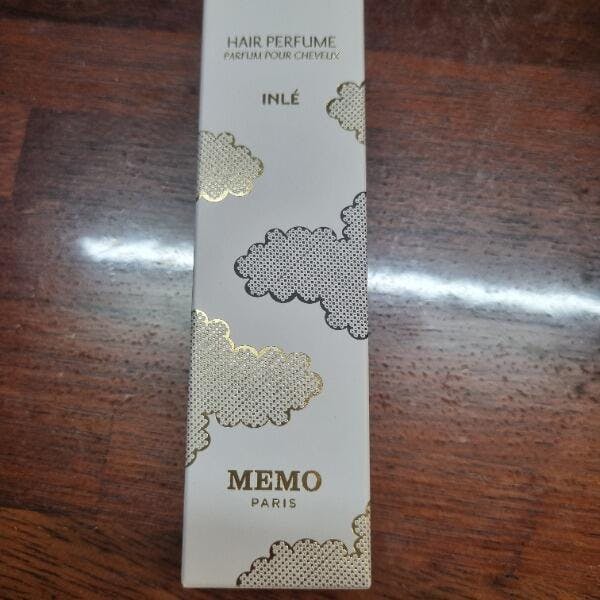 HAIR PERFUME
PARFUM POUR CHEVEUX
INLÉ
MEMO
PARIS